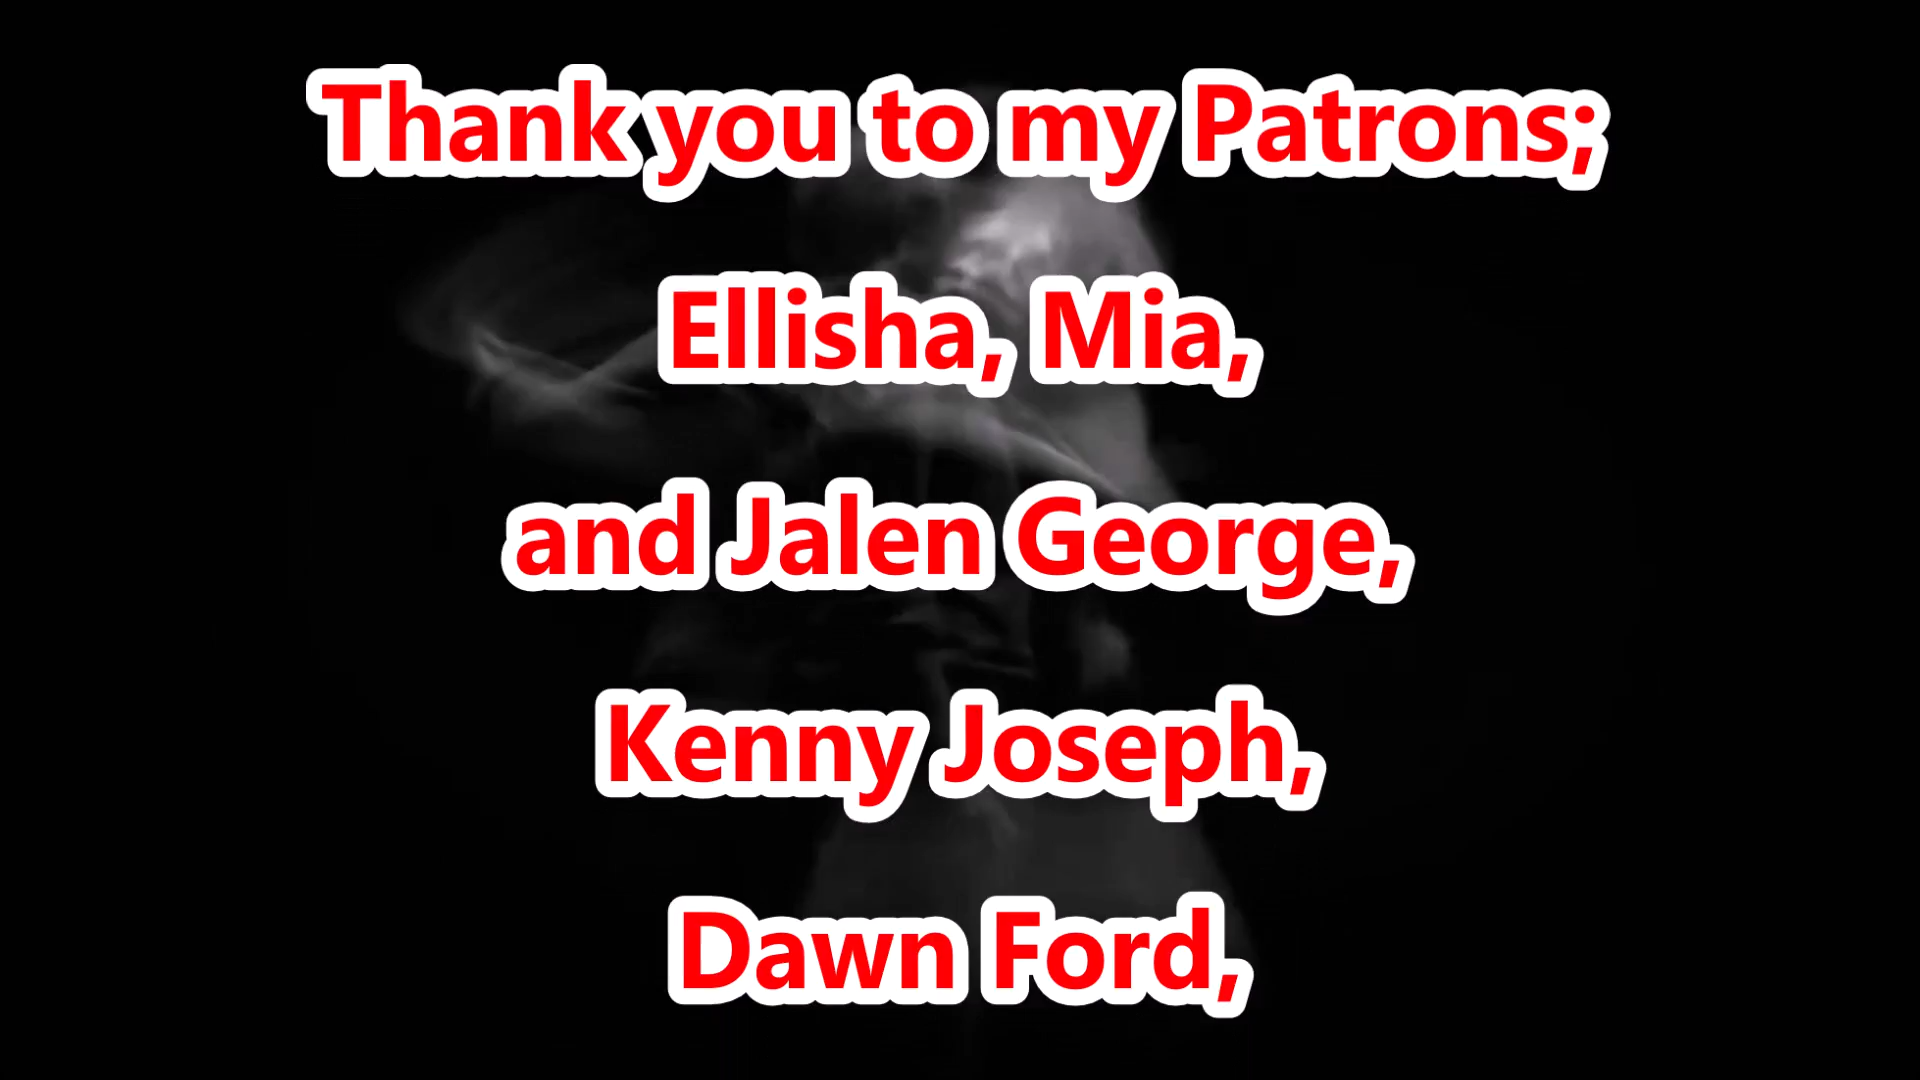 Thank you to my Patrons;
Ellisha, Mia,
and Jalen George,
Kenny Joseph,
Dawn Ford,